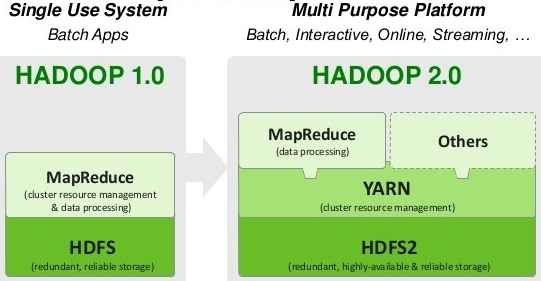 Single Use System
Batch Apps
HADOOP 1.0
MapReduce
(cluster resource management
& data processing)
HDFS
(redundant, reliable storage)
Multi Purpose Platform
Batch, Interactive, Online, Streaming, …
HADOOP 2.0
MapReduce
(data processing)
Others
YARN
(cluster resource management)
HDFS2
(redundant, highly-available & reliable storage)